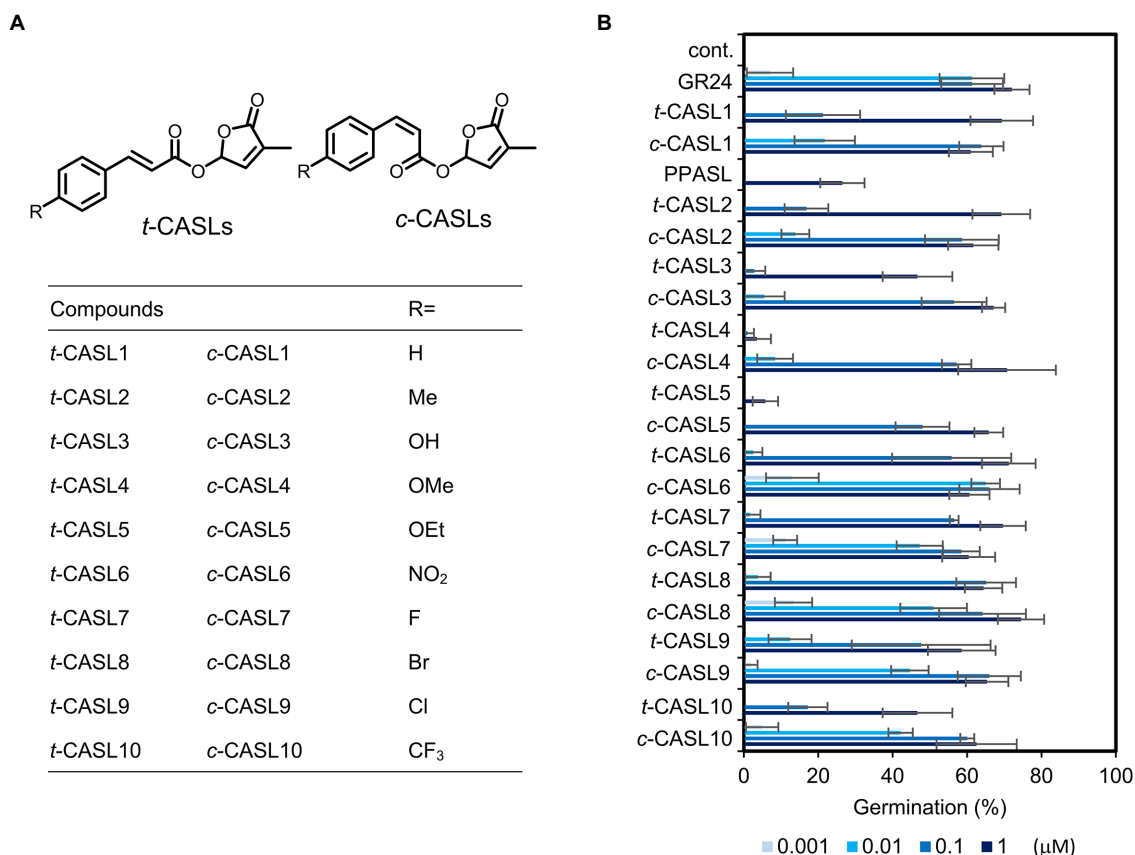 A
O
O
O
O
R
t-CASLs
O
O
O
O
R
c-CASLs
Compounds R=
t-CASL1 c-CASL1 H
t-CASL2 c-CASL2 Me
t-CASL3 c-CASL3 OH
t-CASL4 c-CASL4 OMe
t-CASL5 c-CASL5 OEt
t-CASL6 c-CASL6 NO₂
t-CASL7 c-CASL7 F
t-CASL8 c-CASL8 Br
t-CASL9 c-CASL9 Cl
t-CASL10 c-CASL10 CF₃
B
cont.
GR24
t-CASL1
c-CASL1
PPASL
t-CASL2
c-CASL2
t-CASL3
c-CASL3
t-CASL4
c-CASL4
t-CASL5
c-CASL5
t-CASL6
c-CASL6
t-CASL7
c-CASL7
t-CASL8
c-CASL8
t-CASL9
c-CASL9
t-CASL10
c-CASL10
0 20 40 60 80 100
Germination (%)
0.001 0.01 0.1 1 (μM)